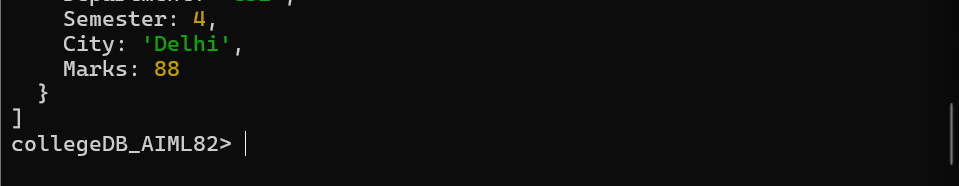 Semester: 4,
City: 'Delhi',
Marks: 88
}
]
collegeDB_AIML82>